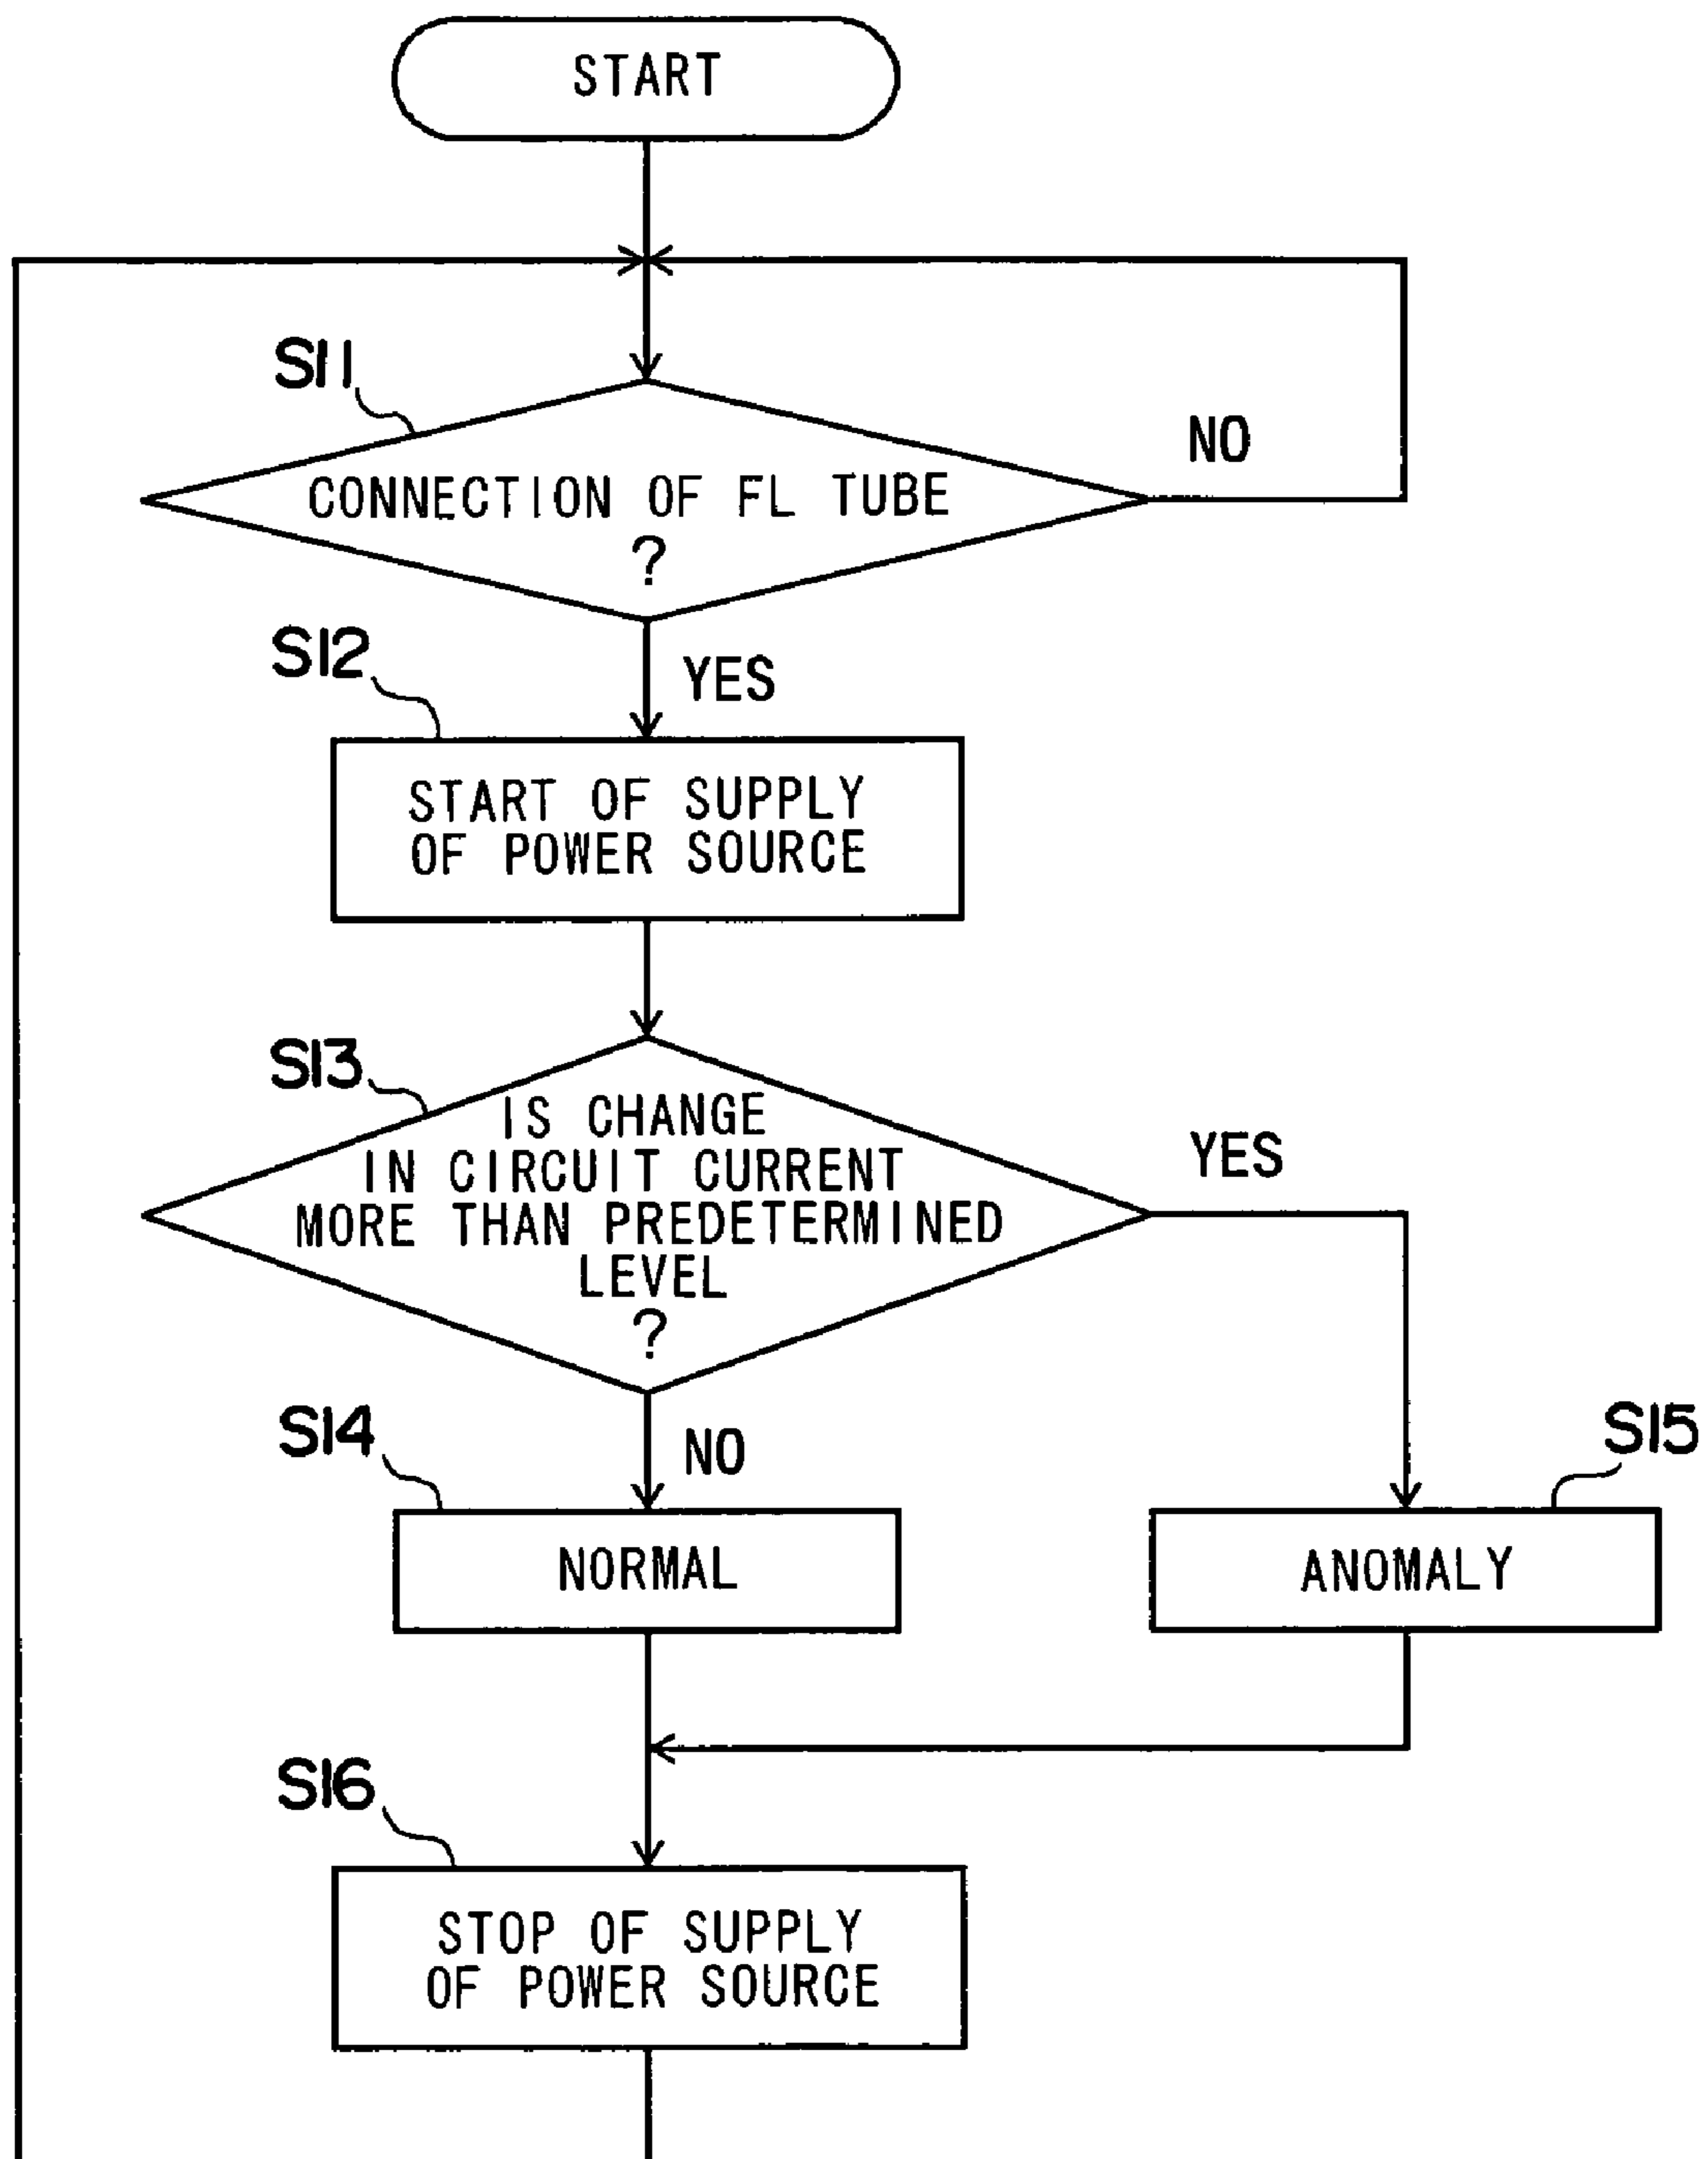 START
S11
NO
CONNECTION OF FL TUBE
?
S12
YES
START OF SUPPLY
OF POWER SOURCE
S13
IS CHANGE
IN CIRCUIT CURRENT
MORE THAN PREDETERMINED
LEVEL
?
YES
S14
NO
S15
NORMAL
ANOMALY
S16
STOP OF SUPPLY
OF POWER SOURCE